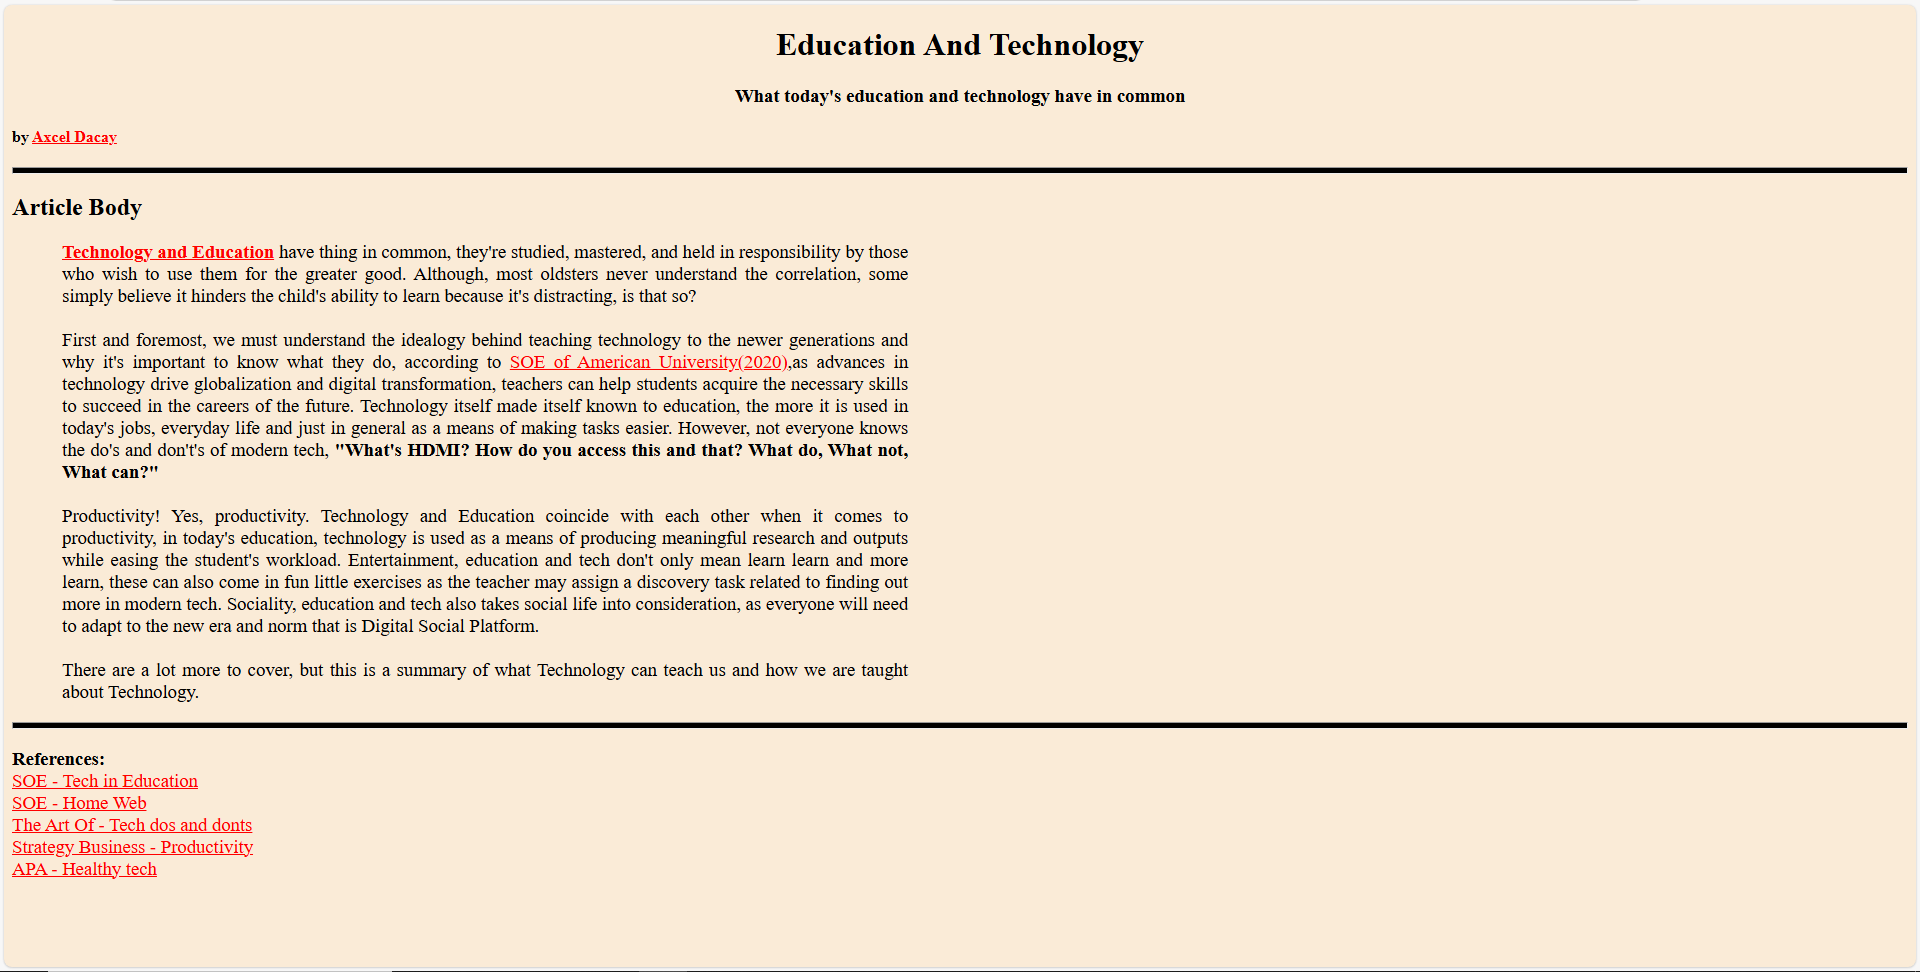 Education And Technology
What today's education and technology have in common
by Axcel Dacay
Article Body
Technology and Education have thing in common, they're studied, mastered, and held in responsibility by those
who wish to use them for the greater good. Although, most oldsters never understand the correlation, some
simply believe it hinders the child's ability to learn because it's distracting, is that so?
First and foremost, we must understand the idealogy behind teaching technology to the newer generations and
why it's important to know what they do, according to SOE of American University(2020),as advances in
technology drive globalization and digital transformation, teachers can help students acquire the necessary skills
to succeed in the careers of the future. Technology itself made itself known to education, the more it is used in
today's jobs, everyday life and just in general as a means of making tasks easier. However, not everyone knows
the do's and don't's of modern tech, "What's HDMI? How do you access this and that? What do, What not,
What can?"
Productivity! Yes, productivity. Technology and Education coincide with each other when it comes to
productivity, in today's education, technology is used as a means of producing meaningful research and outputs
while easing the student's workload. Entertainment, education and tech don't only mean learn learn and more
learn, these can also come in fun little exercises as the teacher may assign a discovery task related to finding out
more in modern tech. Sociality, education and tech also takes social life into consideration, as everyone will need
to adapt to the new era and norm that is Digital Social Platform.
There are a lot more to cover, but this is a summary of what Technology can teach us and how we are taught
about Technology.
References:
SOE - Tech in Education
SOE - Home Web
The Art Of - Tech dos and donts
Strategy Business - Productivity
APA - Healthy tech